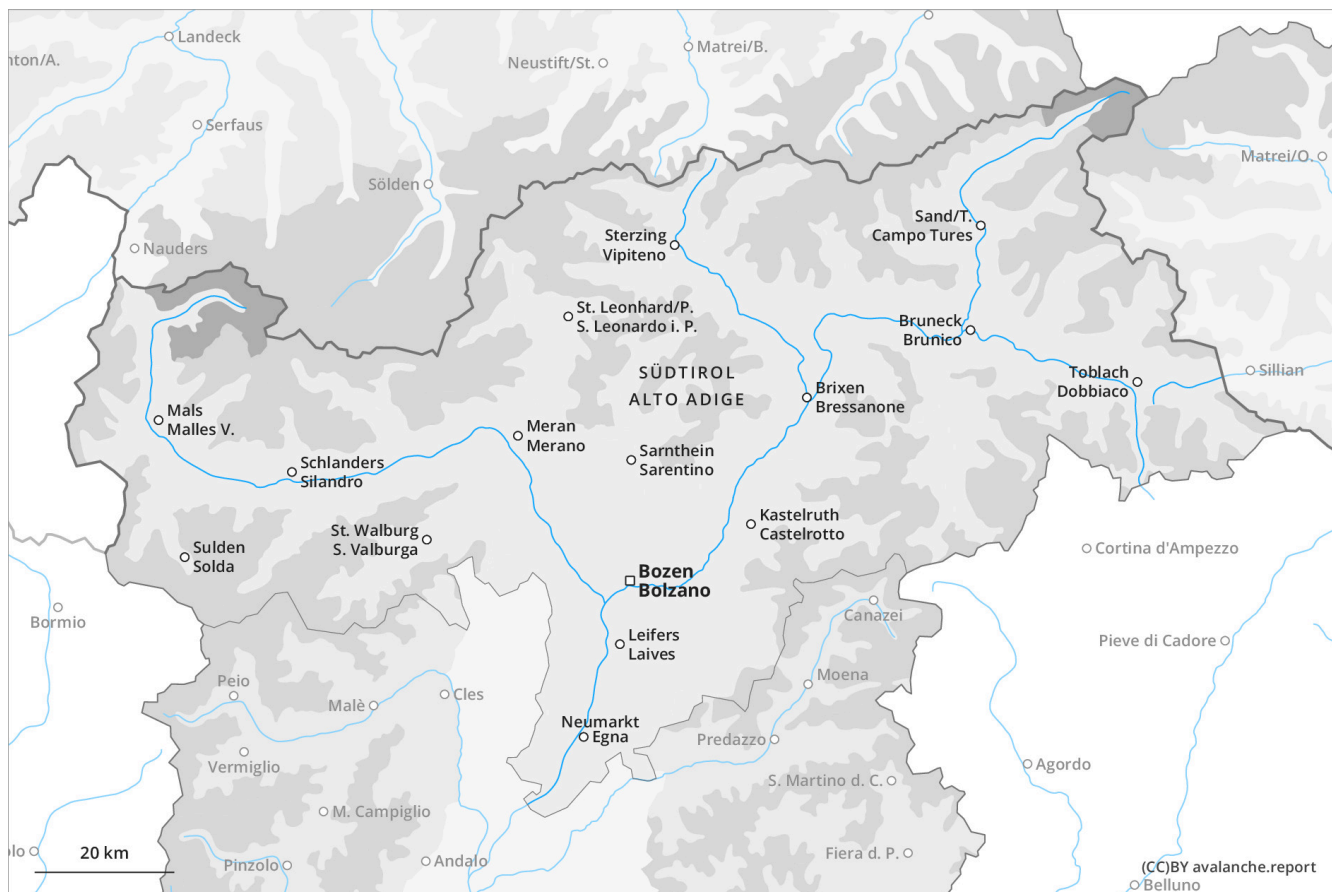 Landeck
nton/A.
Neustift/St.
Matrei/B.
Serfaus
Matrei/O.
Sölden
Sand/T.
Campo Tures
Nauders
Sterzing
Vipiteno
St. Leonhard/P.
S. Leonardo i. P.
Bruneck
Brunico
SÜDTIROL
ALTO ADIGE
Toblach
Dobbiaco
Sillian
Brixen
Bressanone
Mals
Malles V.
Meran
Merano
Sarnthein
Sarentino
Schlanders
Silandro
Kastelruth
Castelrotto
St. Walburg
S. Valburga
Sulden
Solda
Cortina d'Ampezzo
Bozen
Bolzano
Bormio
Canazei
Leifers
Laives
Pieve di Cadore
Peio
Moena
Cles
Malè
Neumarkt
Egna
Predazzo
Vermiglio
Agordo
S. Martino d. C.
M. Campiglio
20 km
olo
Pinzolo
Andalo
Fiera d. P.
(CC)BY avalanche.report
Belluno